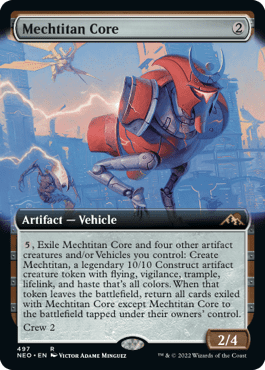 Mechtitan Core 2
Artifact — Vehicle
5, Exile Mechtitan Core and four other artifact
creatures and/or Vehicles you control: Create
Mechtitan, a legendary 10/10 Construct artifact
creature token with flying, vigilance, trample,
lifelink, and haste that's all colors. When that
token leaves the battlefield, return all cards exiled
with Mechtitan Core except Mechtitan Core to
the battlefield tapped under their owners' control.
Crew 2
2/4
497 R
NEO • EN VICTOR ADAME MINGUEZ
™ & © 2022 Wizards of the Coast